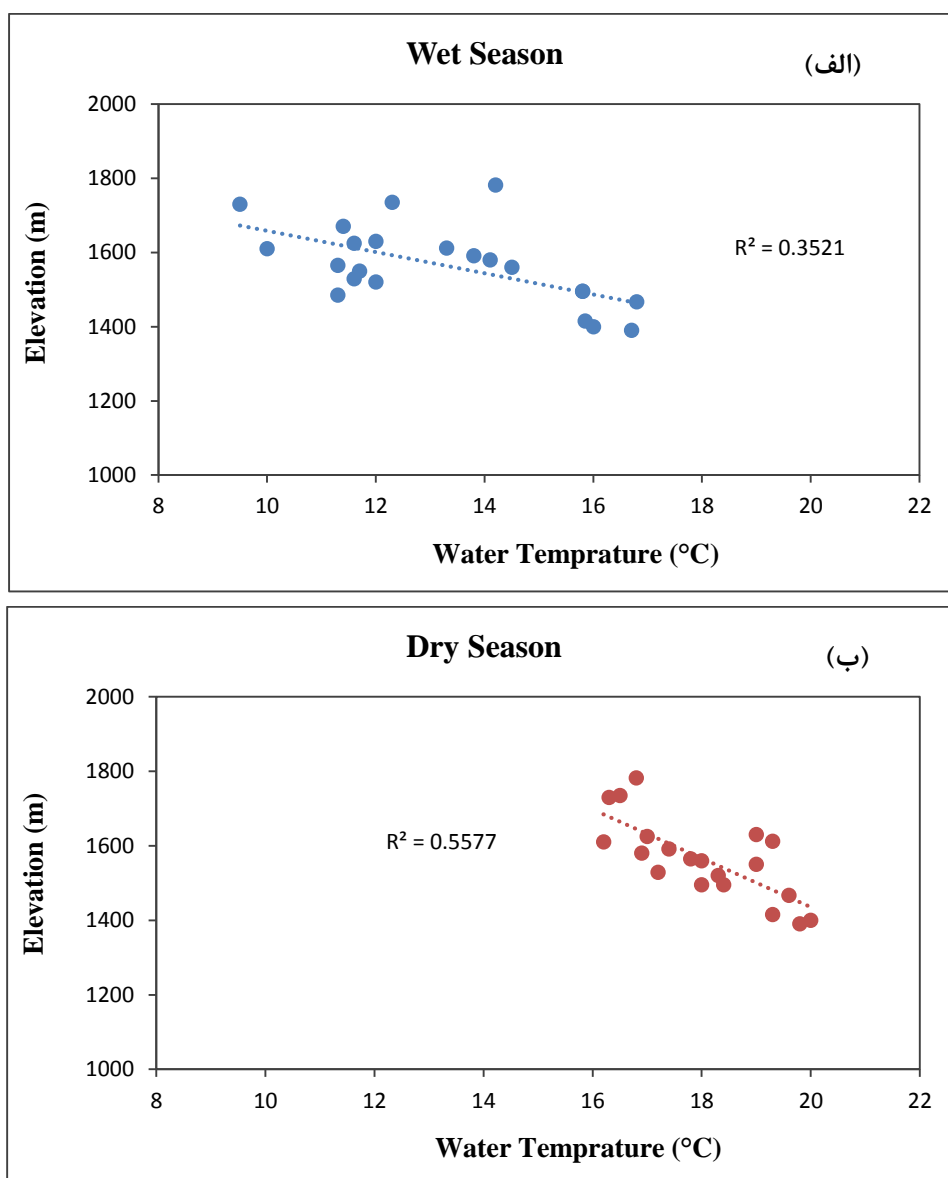 Wet Season
(الف)
2000
1800
1600
1400
1200
1000
Elevation (m)
R² = 0.3521
8 10 12 14 16 18 20 22
Water Temprature (°C)
Dry Season
(ب)
2000
1800
1600
1400
1200
1000
Elevation (m)
R² = 0.5577
8 10 12 14 16 18 20 22
Water Temprature (°C)